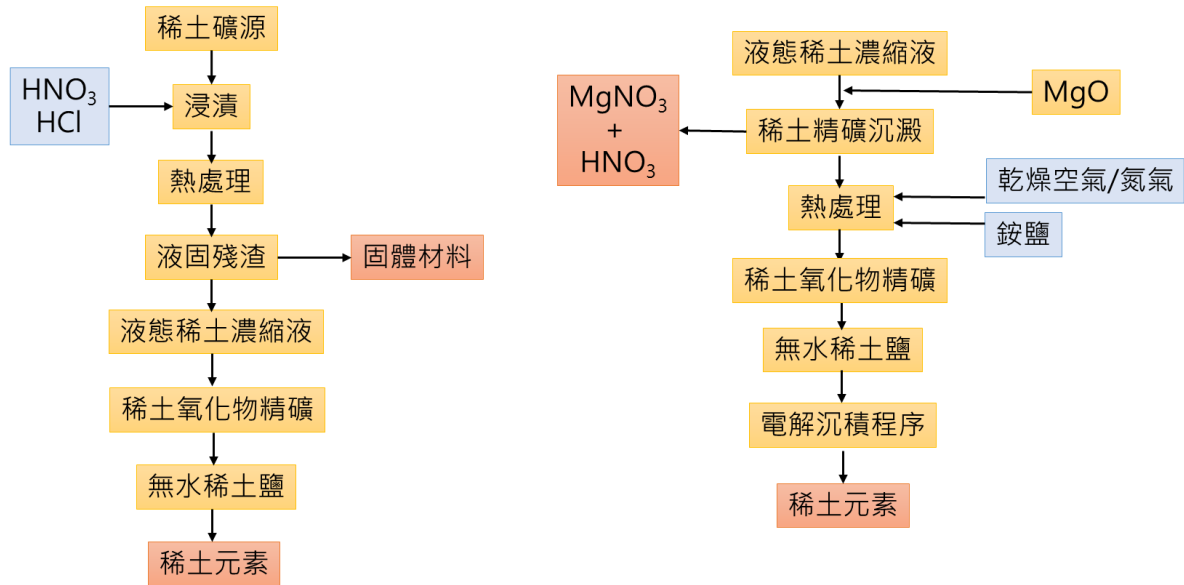 稀土礦源
HNO₃
HCl
浸漬
熱處理
液固殘渣
固體材料
液態稀土濃縮液
稀土氧化物精礦
無水稀土鹽
稀土元素
液態稀土濃縮液
MgO
MgNO₃
+
HNO₃
稀土精礦沉澱
乾燥空氣/氮氣
熱處理
銨鹽
稀土氧化物精礦
無水稀土鹽
電解沉積程序
稀土元素